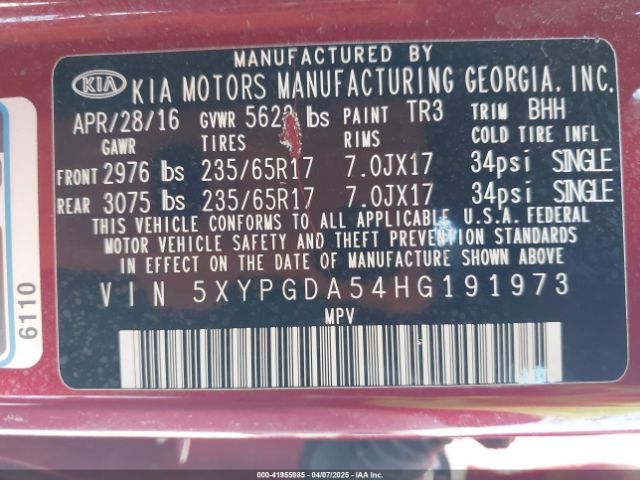 MANUFACTURED BY
KIA KIA MOTORS MANUFACTURING GEORGIA, INC.
APR/28/16 GVWR lbs PAINT TR3 TRIM BHH
GAWR TIRES RIMS COLD TIRE INFL
FRONT 2976 lbs 235/65R17 7.0JX17 34psi SINGLE
REAR 3075 lbs 235/65R17 7.0JX17 34psi SINGLE
THIS VEHICLE CONFORMS TO ALL APPLICABLE U.S.A. FEDERAL
MOTOR VEHICLE SAFETY AND THEFT PREVENTION STANDARDS
IN EFFECT ON THE DATE OF MANUFACTURE SHOWN ABOVE.
VIN 5XYPGDA54HG191973
MPV
6110
00-41955985 - 04/07/2025 - IAA Inc.